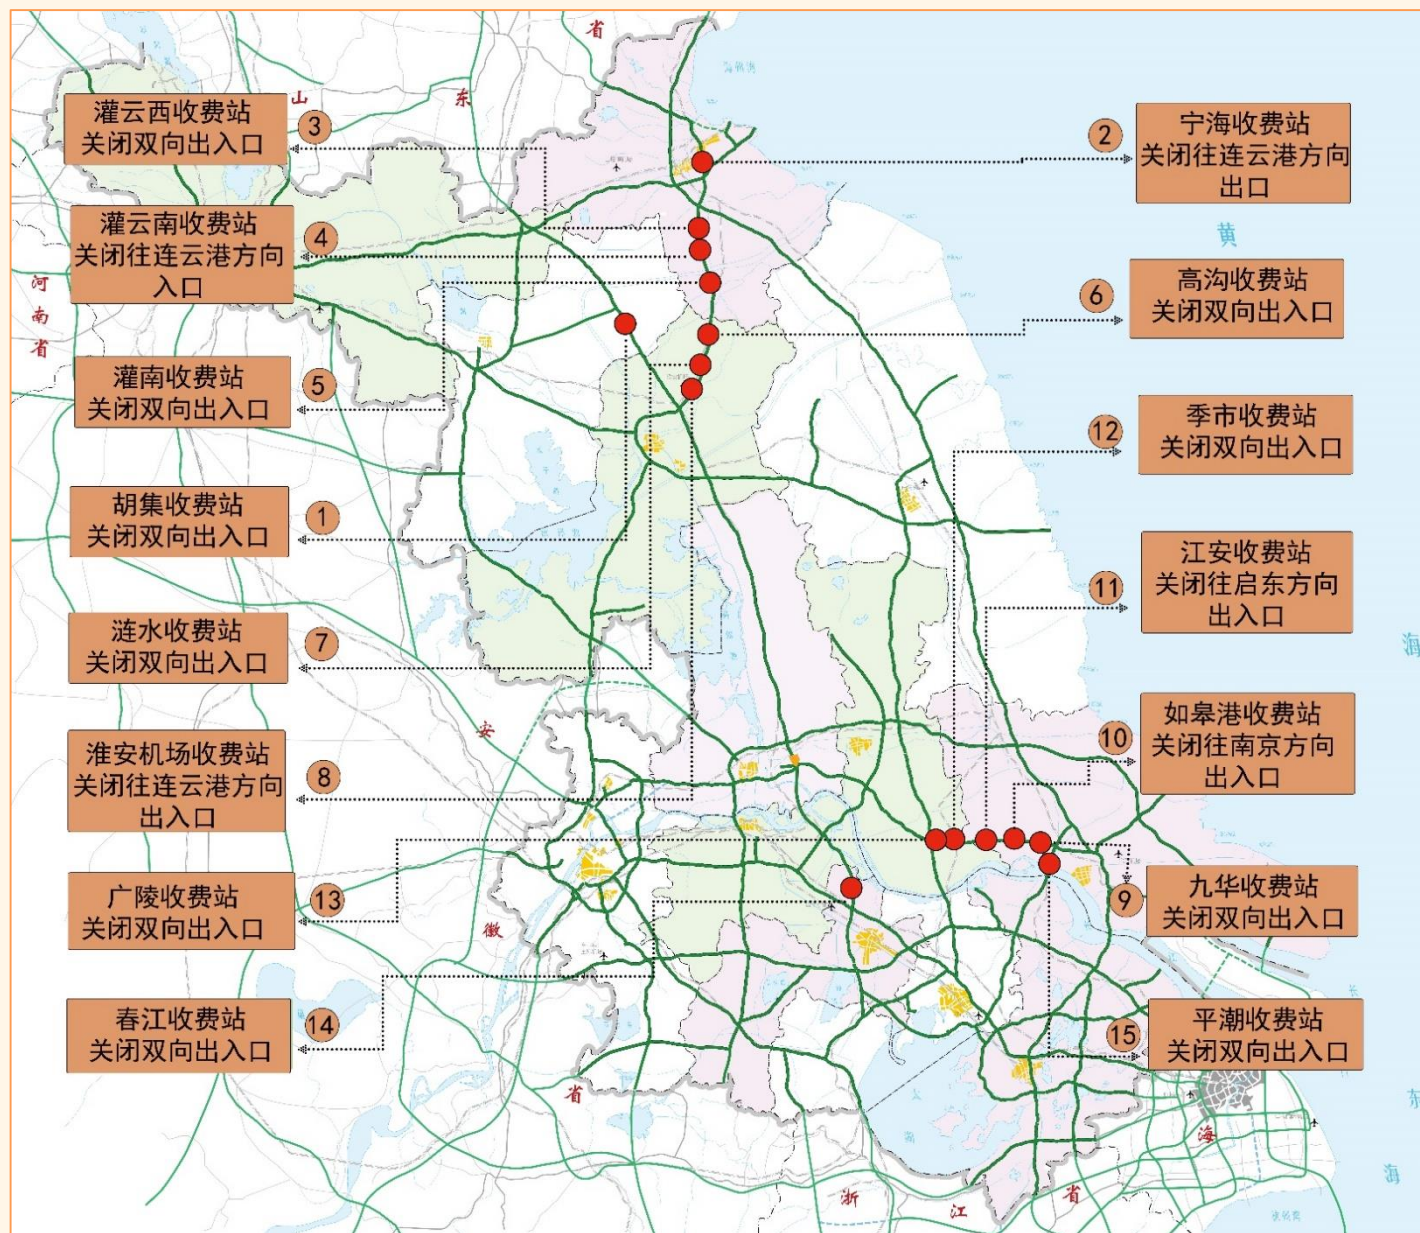 灌云西收费站
关闭双向出入口
3
灌云南收费站
关闭往连云港方向
入口
4
灌南收费站
关闭双向出入口
5
胡集收费站
关闭双向出入口
1
涟水收费站
关闭双向出入口
7
淮安机场收费站
关闭往连云港方向
出入口
8
广陵收费站
关闭双向出入口
13
春江收费站
关闭双向出入口
14
2
宁海收费站
关闭往连云港方向
出口
6
高沟收费站
关闭双向出入口
12
季市收费站
关闭双向出入口
11
江安收费站
关闭往启东方向
出入口
10
如皋港收费站
关闭往南京方向
出入口
9
九华收费站
关闭双向出入口
15
平潮收费站
关闭双向出入口
山东省
河南省
安徽省
浙江省
海
黄海
东海